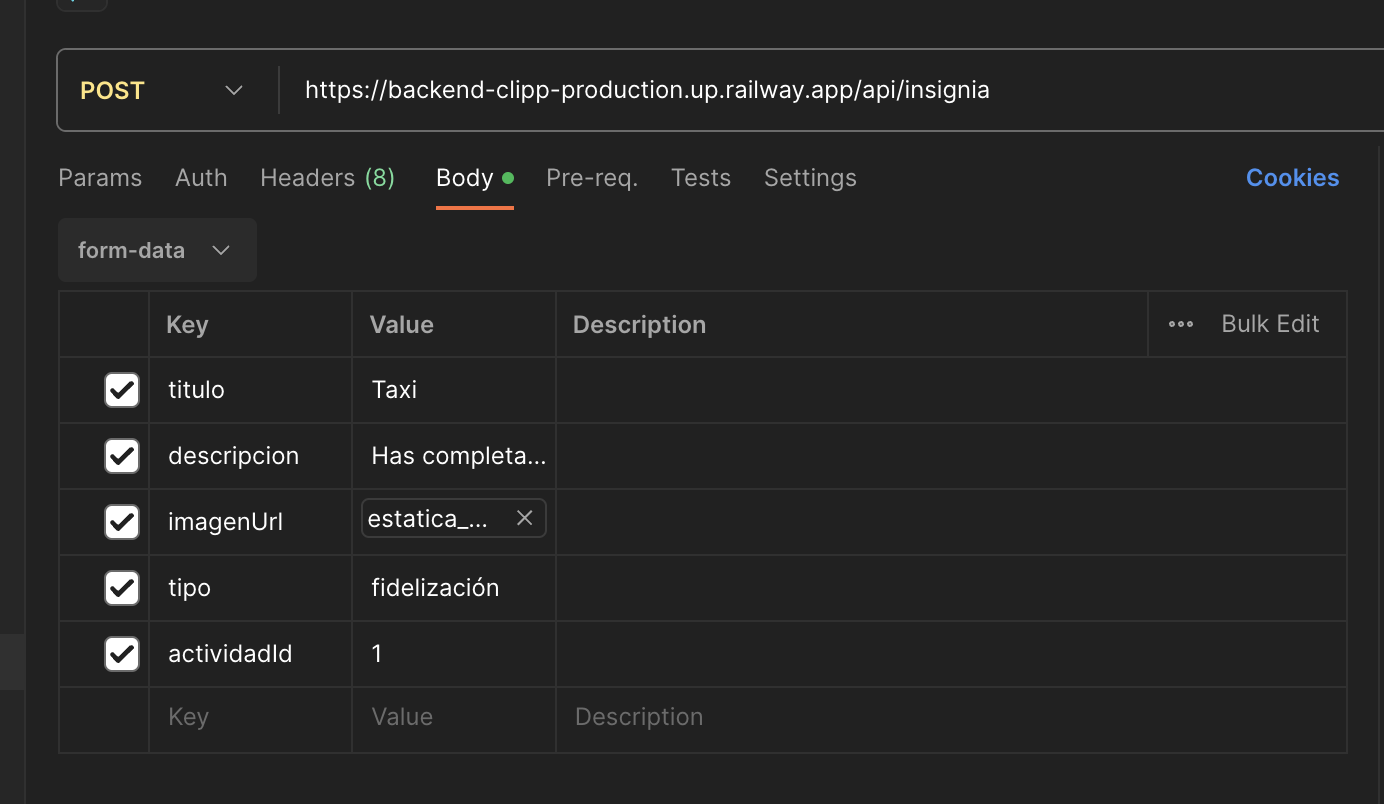 POST https://backend-clipp-production.up.railway.app/api/insignia
Params Auth Headers (8) Body Pre-req. Tests Settings Cookies
form-data
Key Value Description Bulk Edit
titulo Taxi
descripcion Has completa...
imagenUrl estatica_...
tipo fidelización
actividadId 1
Key Value Description